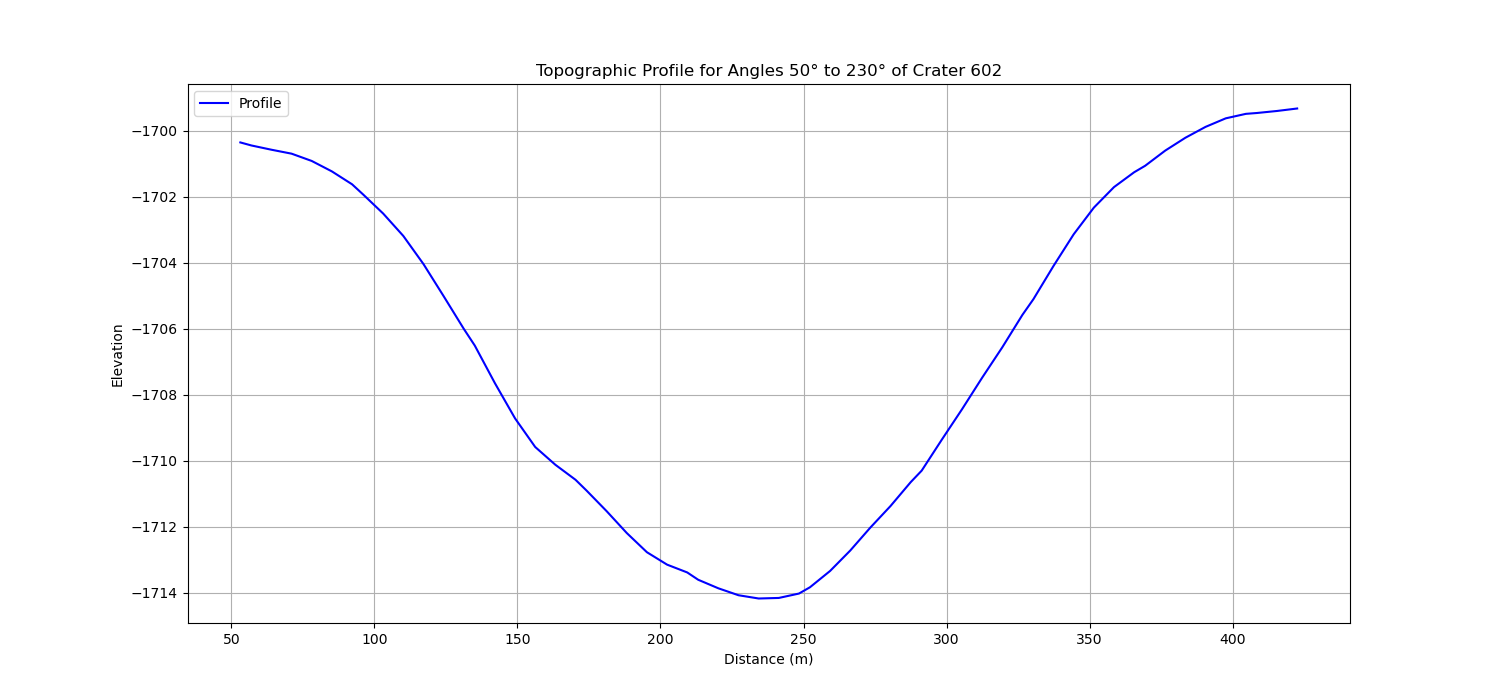 Topographic Profile for Angles 50° to 230° of Crater 602
Profile
−1700
−1702
−1704
−1706
−1708
−1710
−1712
−1714
Elevation
50 100 150 200 250 300 350 400
Distance (m)